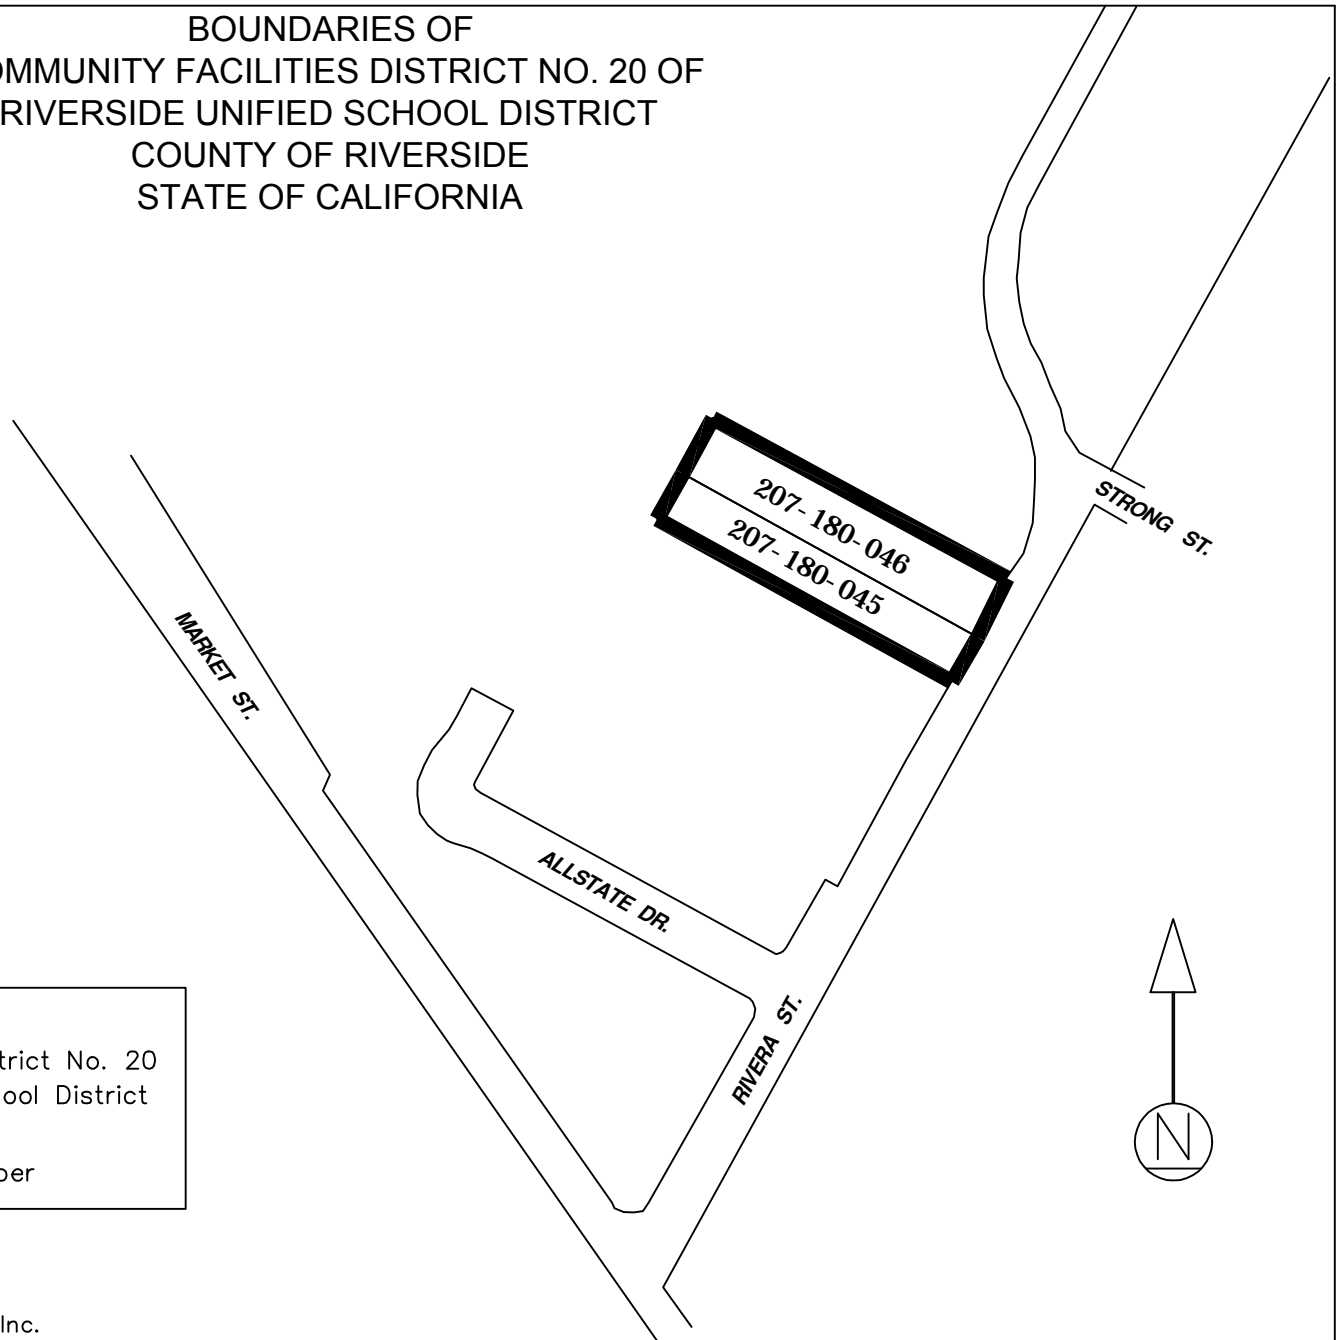 BOUNDARIES OF
OMMUNITY FACILITIES DISTRICT NO. 20 OF
RIVERSIDE UNIFIED SCHOOL DISTRICT
COUNTY OF RIVERSIDE
STATE OF CALIFORNIA
207-180-046
207-180-045
STRONG ST.
MARKET ST.
ALLSTATE DR.
RIVERA ST.
N
trict No. 20
ool District
ber
Inc.